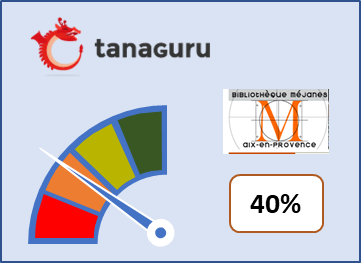 tanaguru
BIBLIOTHÈQUE MÉJANES
M
AIX-EN-PROVENCE
40%